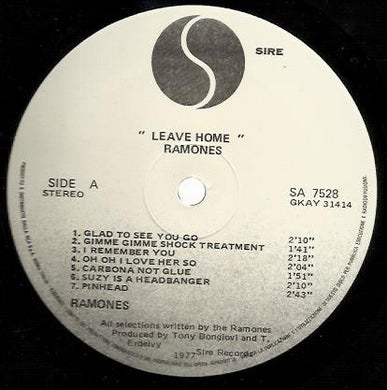 SIRE
" LEAVE HOME "
RAMONES
SIDE A
STEREO
SA 7528
GKAY 31414
1. GLAD TO SEE YOU GO 2'10"
2. GIMME GIMME SHOCK TREATMENT 1'41"
3. I REMEMBER YOU 2'18"
4. OH OH I LOVE HER SO 2'04"
5. CARBONA NOT GLUE 1'51"
6. SUZY IS A HEADBANGER 2'10"
7. PINHEAD 2'43"
RAMONES
All selections written by the Ramones
Produced by Tony Bongiovi and T.
Erdelvy
1977 Sire Records